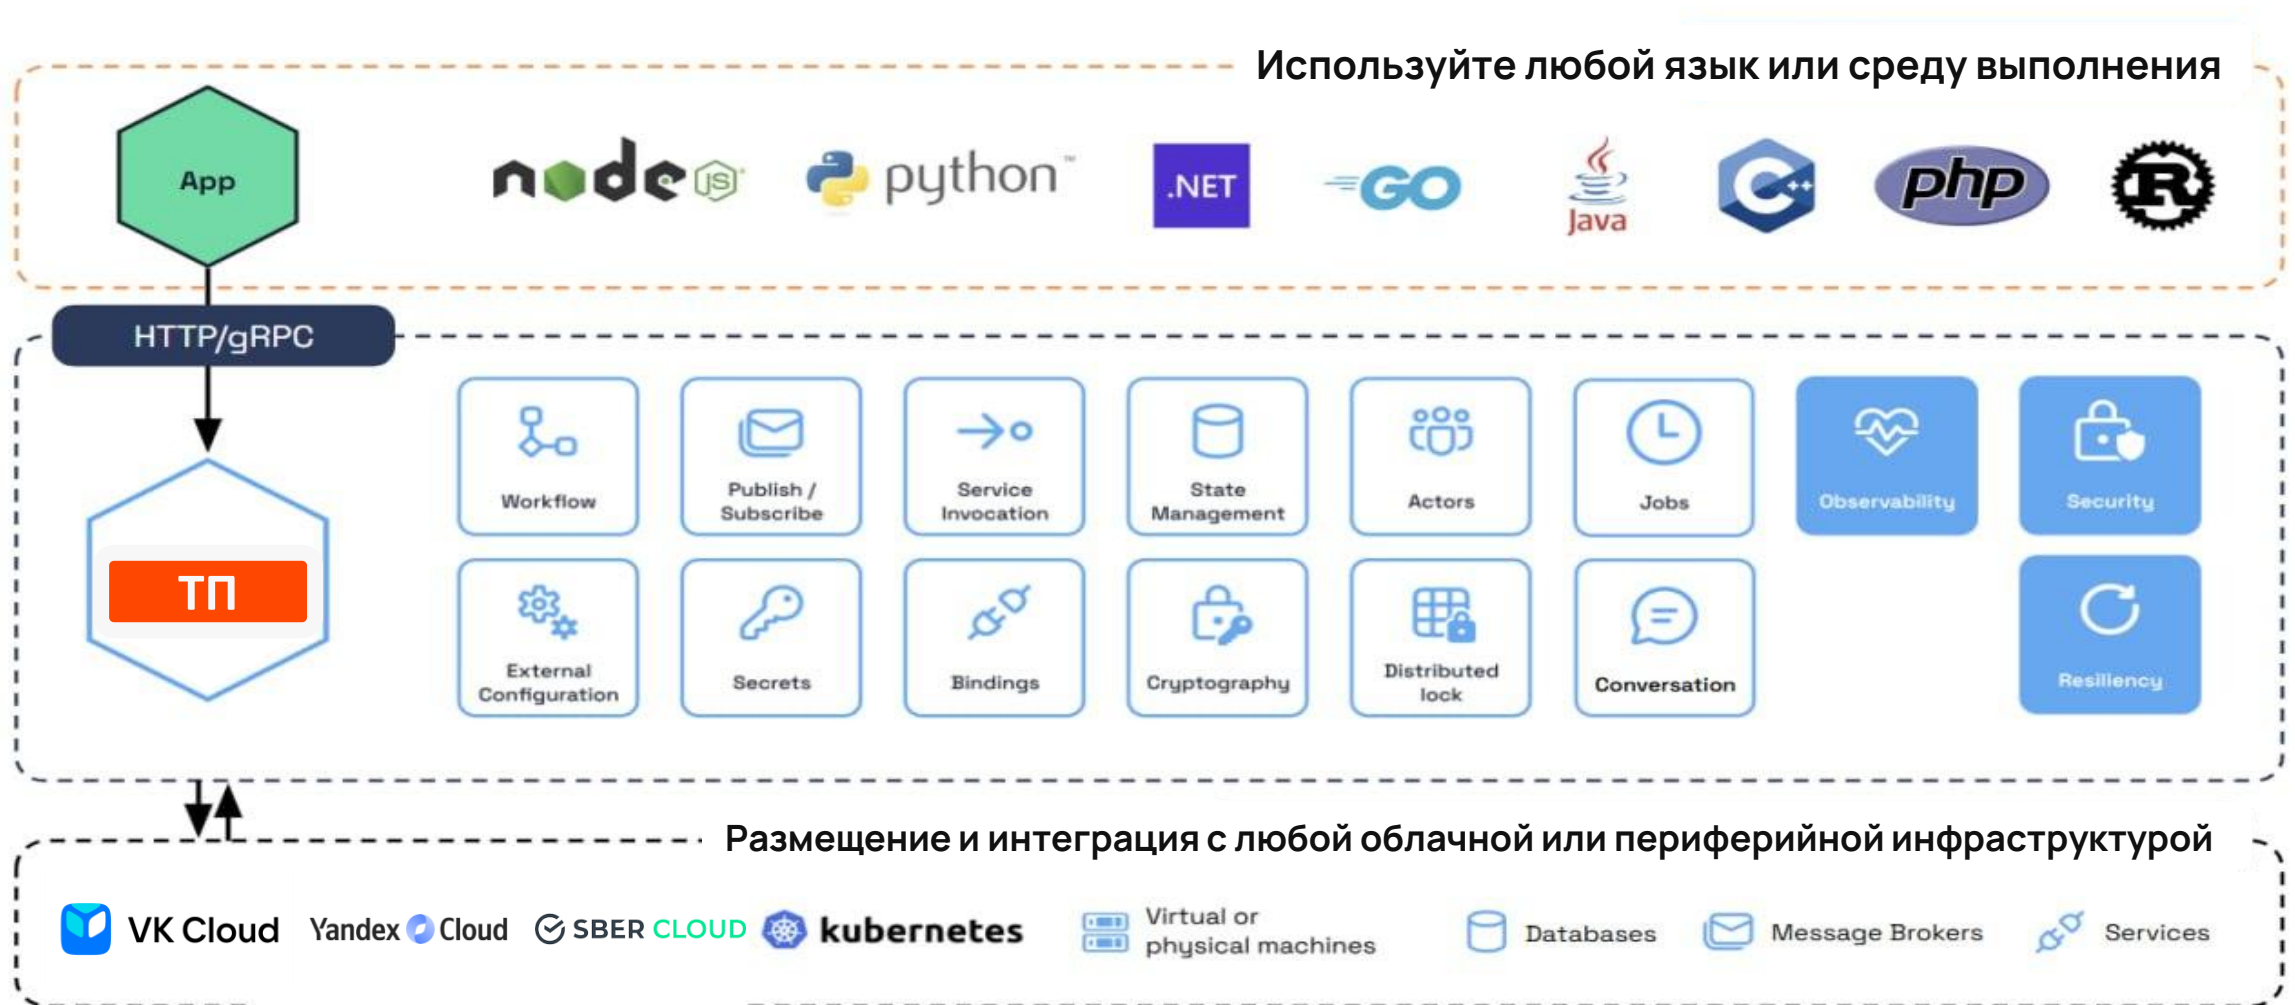 Используйте любой язык или среду выполнения
App
node JS
python™
.NET
GO
Java
C++
php
R
HTTP/gRPC
Workflow
Publish /
Subscribe
Service
Invocation
State
Management
Actors
Jobs
Observability
Security
ТП
External
Configuration
Secrets
Bindings
Cryptography
Distributed
lock
Conversation
Resiliency
Размещение и интеграция с любой облачной или периферийной инфраструктурой
VK Cloud
Yandex Cloud
SBER CLOUD
kubernetes
Virtual or
physical machines
Databases
Message Brokers
Services